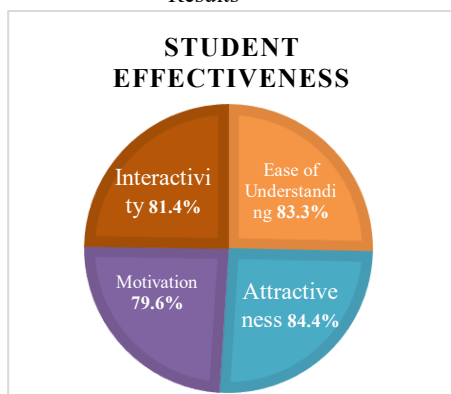 Results
STUDENT
EFFECTIVENESS
Interactivi
ty 81.4%
Ease of
Understandi
ng 83.3%
Motivation
79.6%
Attractive
ness 84.4%